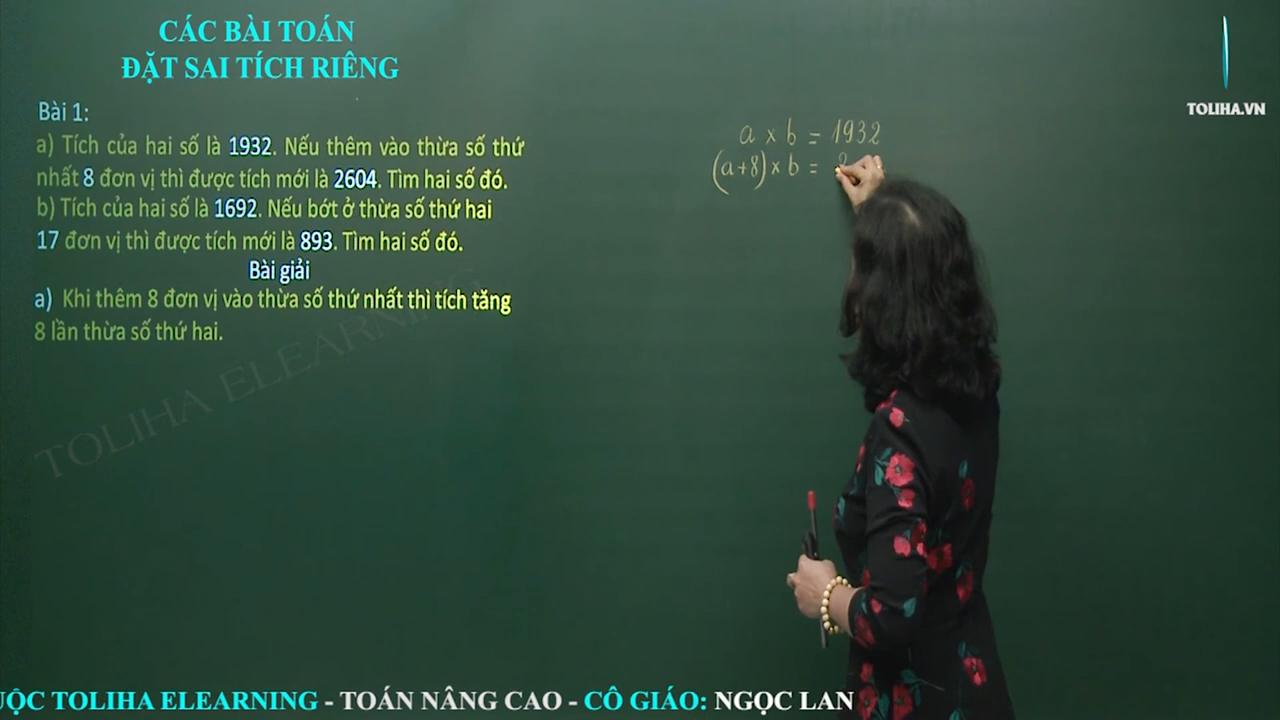 CÁC BÀI TOÁN
ĐẶT SAI TÍCH RIÊNG
TOLIHA.VN
Bài 1:
a) Tích của hai số là 1932. Nếu thêm vào thừa số thứ
nhất 8 đơn vị thì được tích mới là 2604. Tìm hai số đó.
b) Tích của hai số là 1692. Nếu bớt ở thừa số thứ hai
17 đơn vị thì được tích mới là 893. Tìm hai số đó.
Bài giải
a) Khi thêm 8 đơn vị vào thừa số thứ nhất thì tích tăng
8 lần thừa số thứ hai.
a x b = 1932
(a+8) x b =
TOLIHA ELEARNING
UỘC TOLIHA ELEARNING - TOÁN NÂNG CAO - CÔ GIÁO: NGỌC LAN